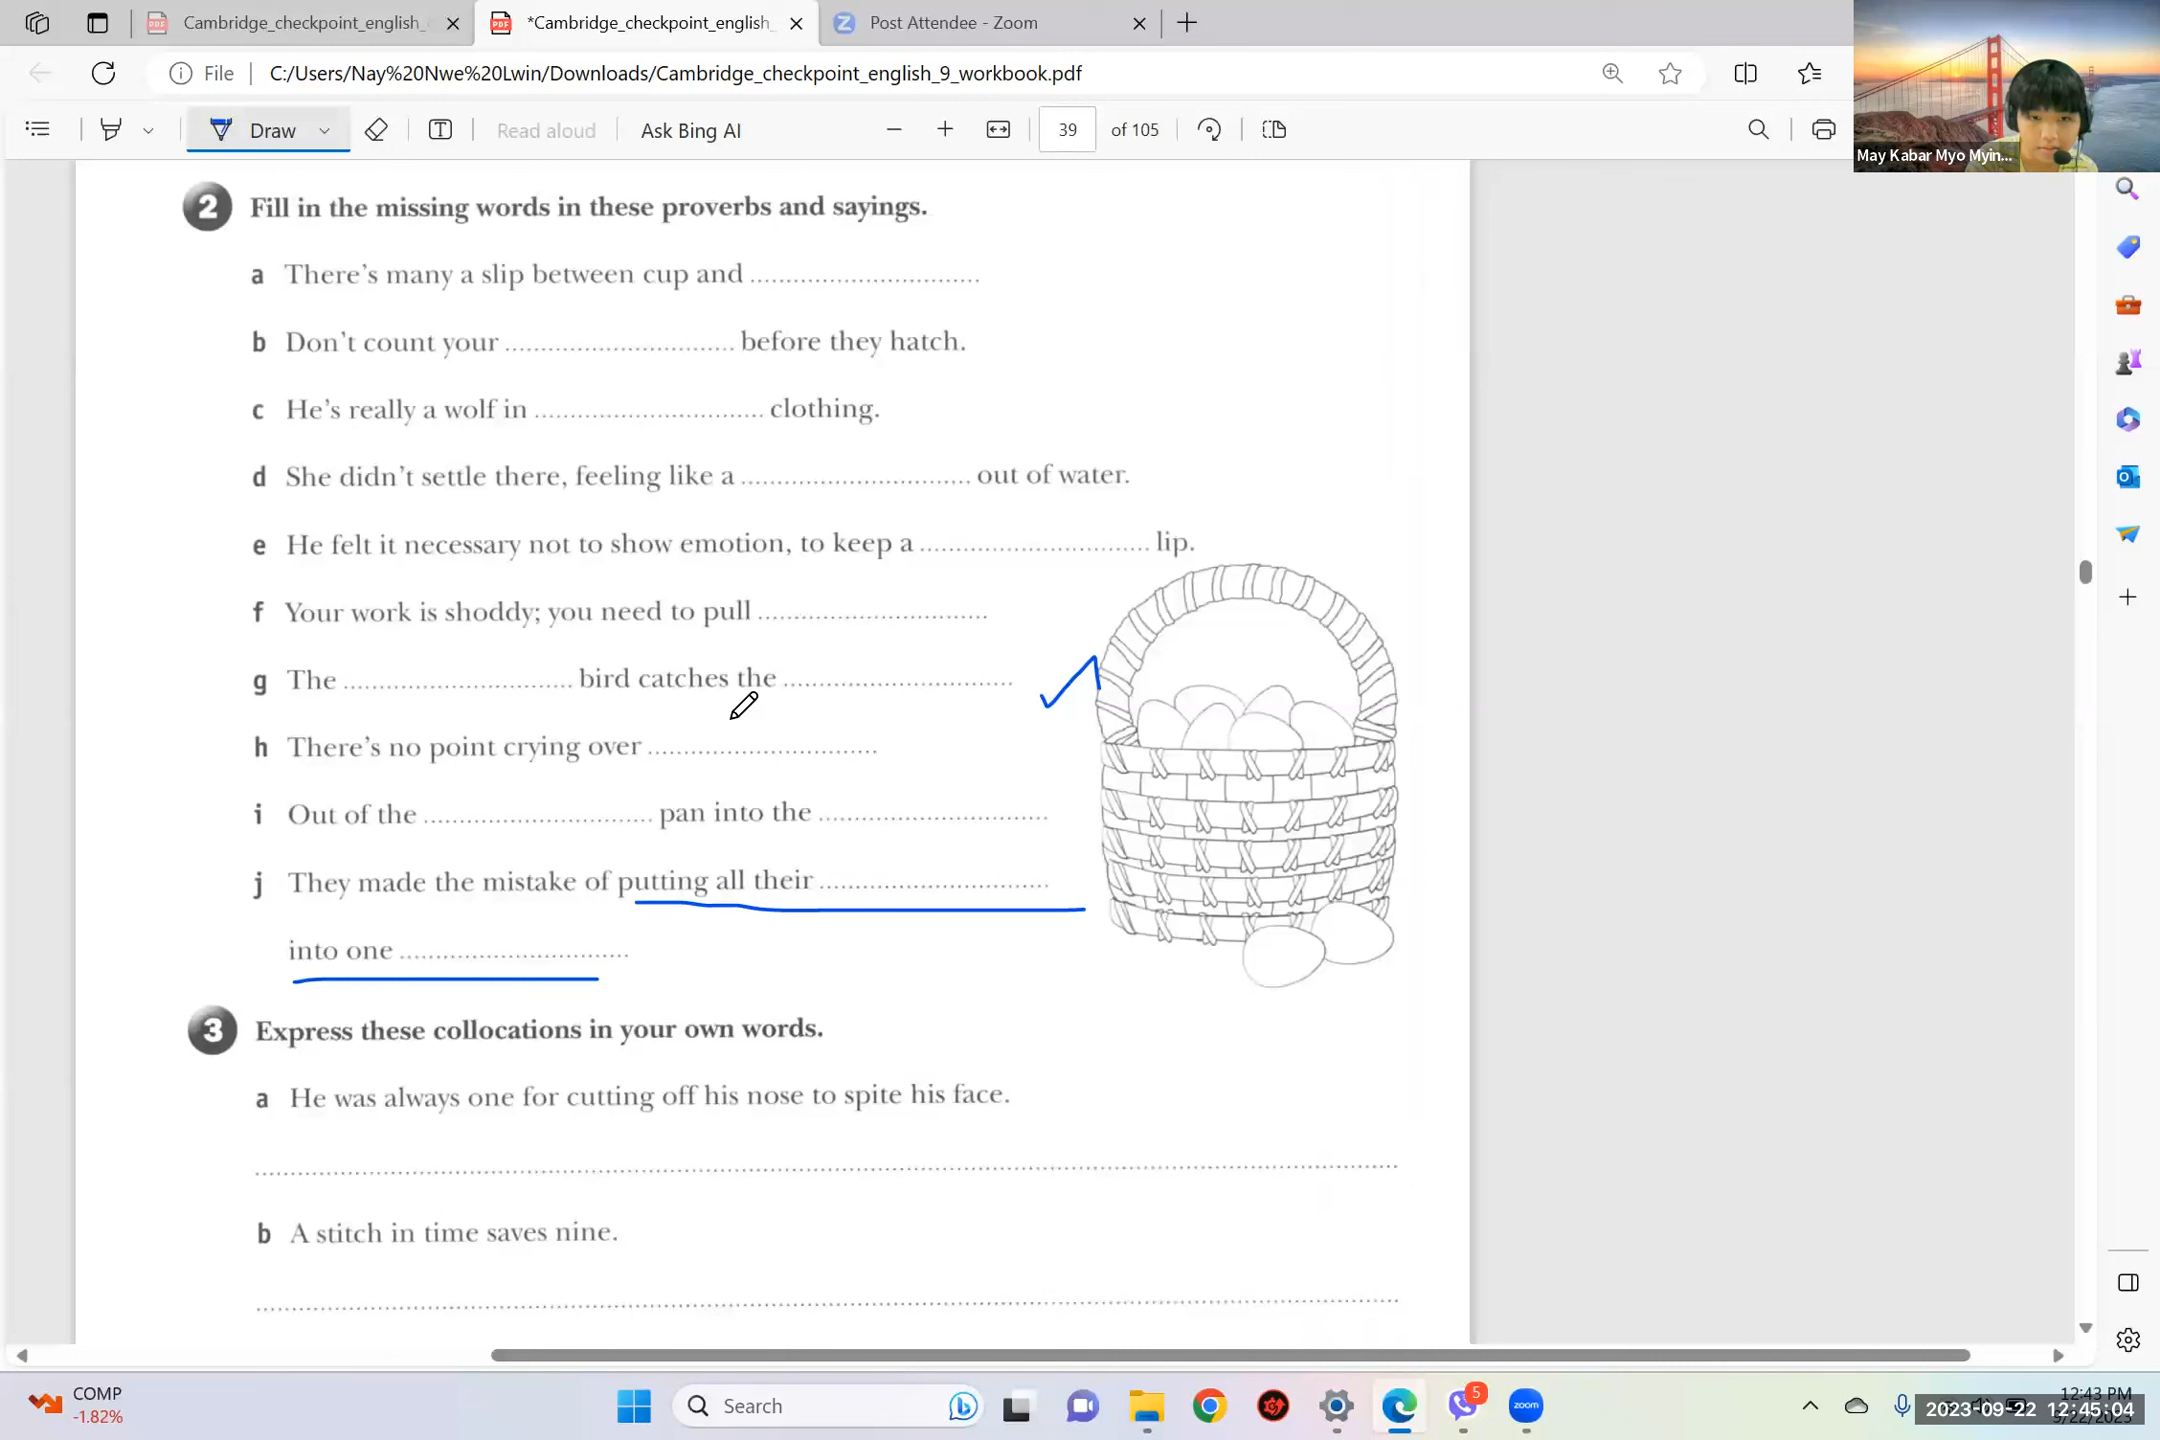 Cambridge_checkpoint_english_
*Cambridge_checkpoint_english_
Post Attendee - Zoom
File
C:/Users/Nay%20Nwe%20Lwin/Downloads/Cambridge_checkpoint_english_9_workbook.pdf
Draw
Read aloud
Ask Bing AI
39
of 105
May Kabar Myo Myin...
2 Fill in the missing words in these proverbs and sayings.
a There's many a slip between cup and ..............................
b Don't count your .............................. before they hatch.
c He's really a wolf in .............................. clothing.
d She didn't settle there, feeling like a .............................. out of water.
e He felt it necessary not to show emotion, to keep a .............................. lip.
f Your work is shoddy; you need to pull ..............................
g The .............................. bird catches the ..............................
h There's no point crying over ..............................
i Out of the .............................. pan into the ..............................
j They made the mistake of putting all their ..............................
into one ..............................
3 Express these collocations in your own words.
a He was always one for cutting off his nose to spite his face.
b A stitch in time saves nine.
COMP
-1.82%
Search
5
zoom
12:43 PM
2023-09-22 12:45:04